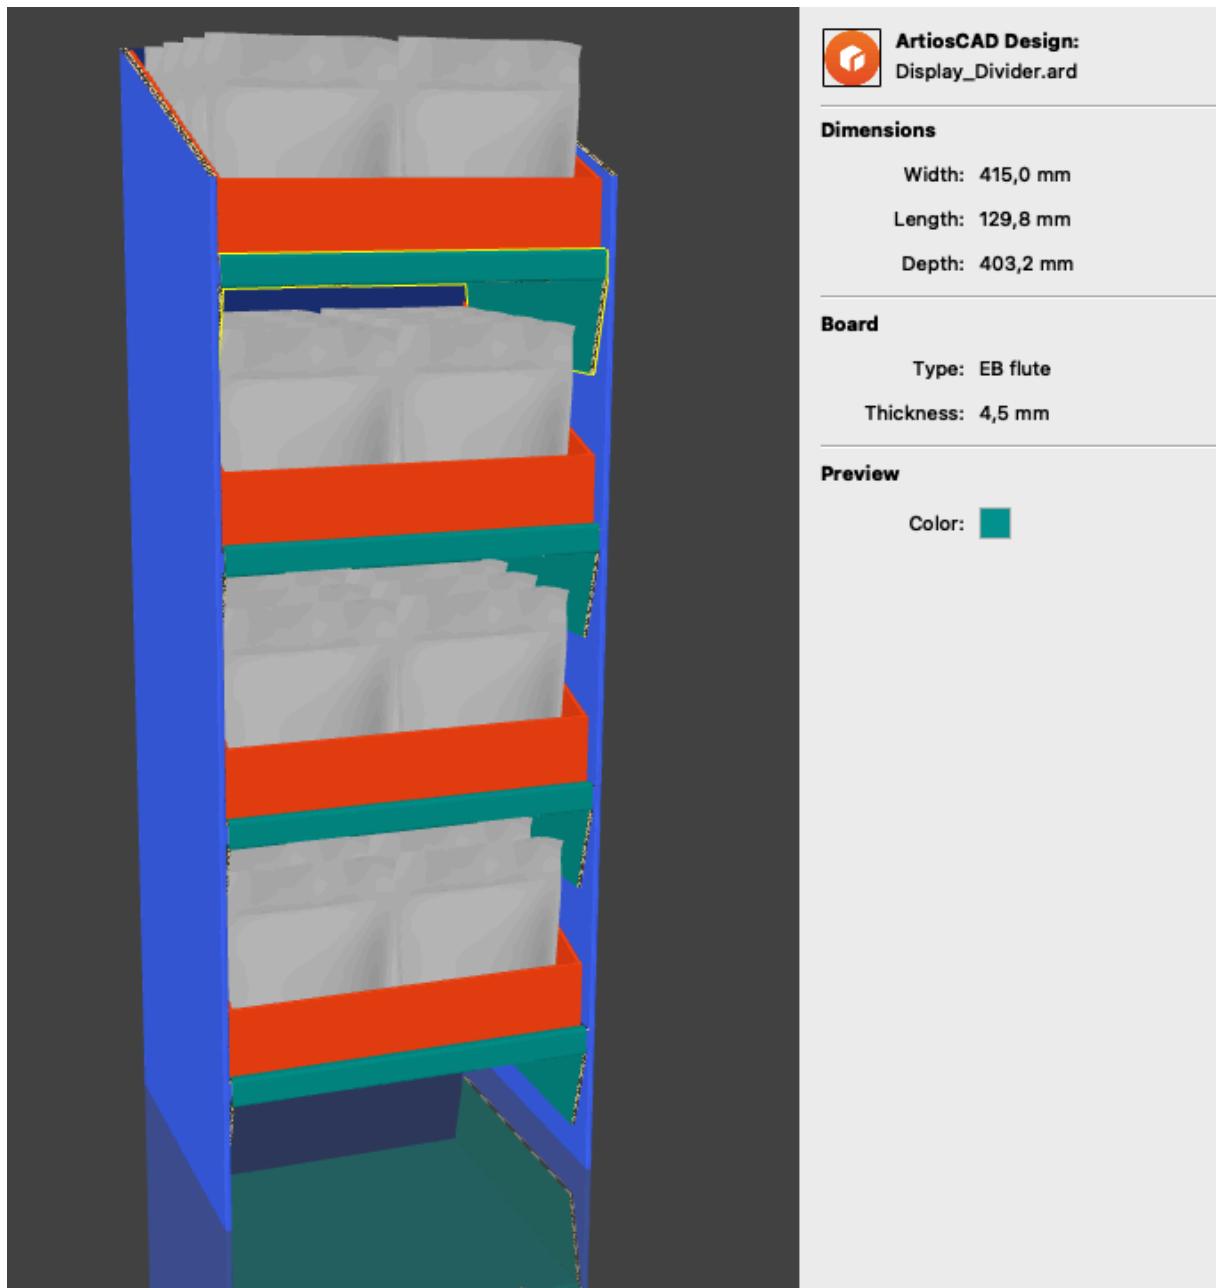 ArtiosCAD Design:
Display_Divider.ard
Dimensions
Width: 415,0 mm
Length: 129,8 mm
Depth: 403,2 mm
Board
Type: EB flute
Thickness: 4,5 mm
Preview
Color: